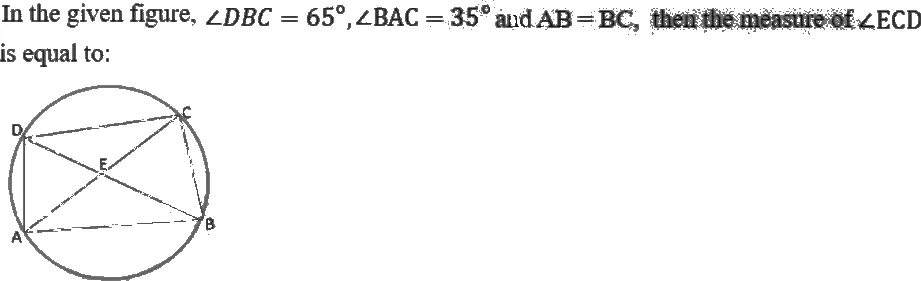 In the given figure, ∠DBC = 65°, ∠BAC = 35° and AB = BC, then the measure of ∠ECD
is equal to:
C
D
E
B
A